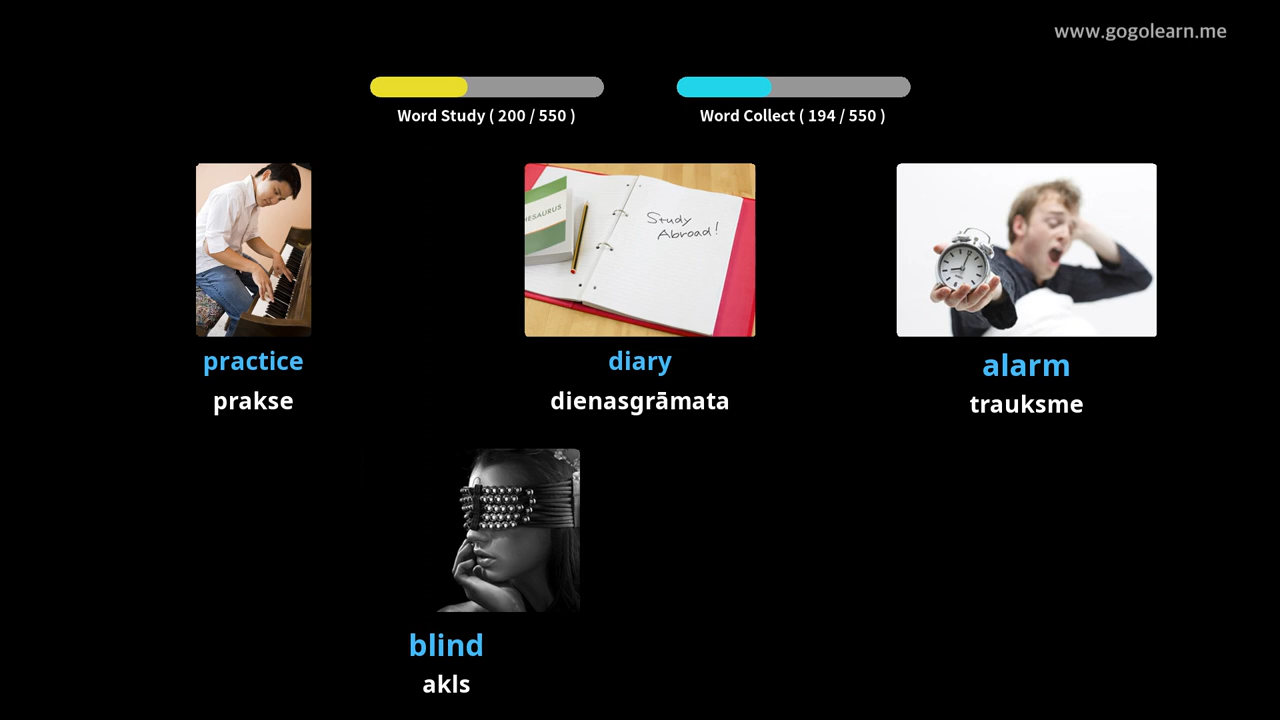 www.gogolearn.me
Word Study ( 200 / 550 )
Word Collect ( 194 / 550 )
HESAURUS
Study
Abroad!
practice
prakse
diary
dienasgrāmata
alarm
trauksme
blind
akls